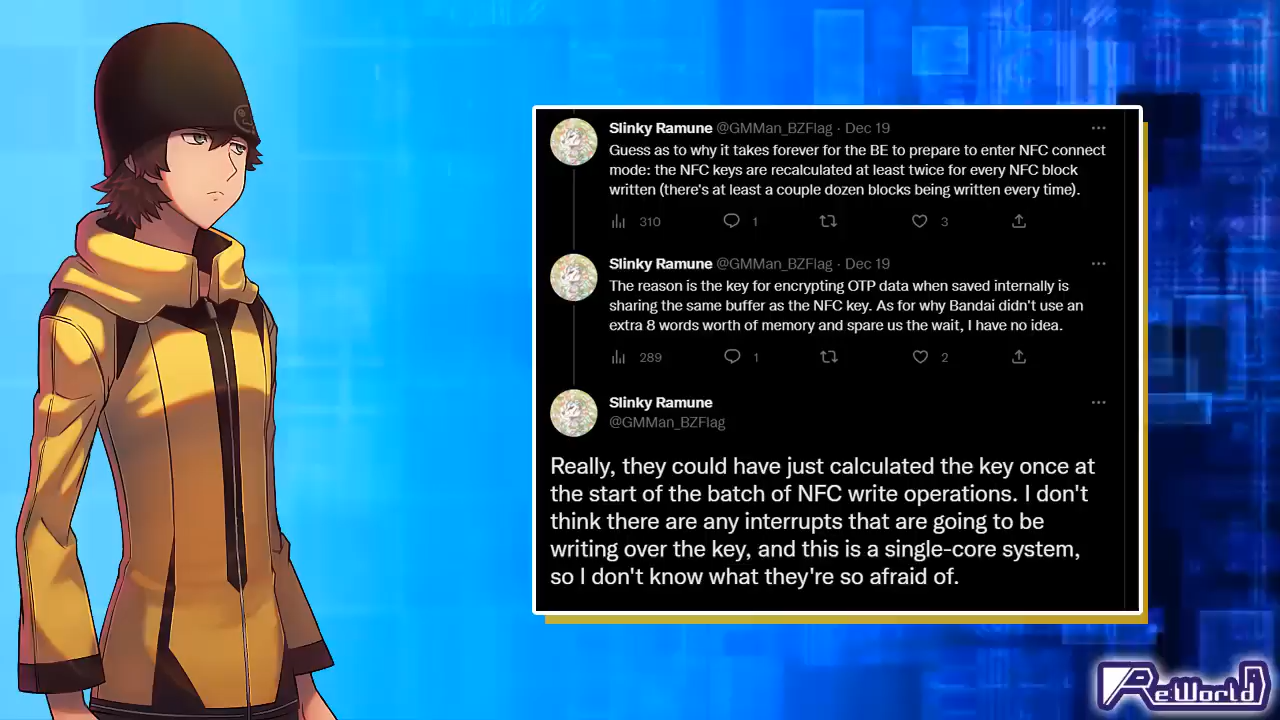 Slinky Ramune @GMMan_BZFlag · Dec 19
Guess as to why it takes forever for the BE to prepare to enter NFC connect
mode: the NFC keys are recalculated at least twice for every NFC block
written (there's at least a couple dozen blocks being written every time).
310 1 3
Slinky Ramune @GMMan_BZFlag · Dec 19
The reason is the key for encrypting OTP data when saved internally is
sharing the same buffer as the NFC key. As for why Bandai didn't use an
extra 8 words worth of memory and spare us the wait, I have no idea.
289 1 2
Slinky Ramune
@GMMan_BZFlag
Really, they could have just calculated the key once at
the start of the batch of NFC write operations. I don't
think there are any interrupts that are going to be
writing over the key, and this is a single-core system,
so I don't know what they're so afraid of.
Re:World